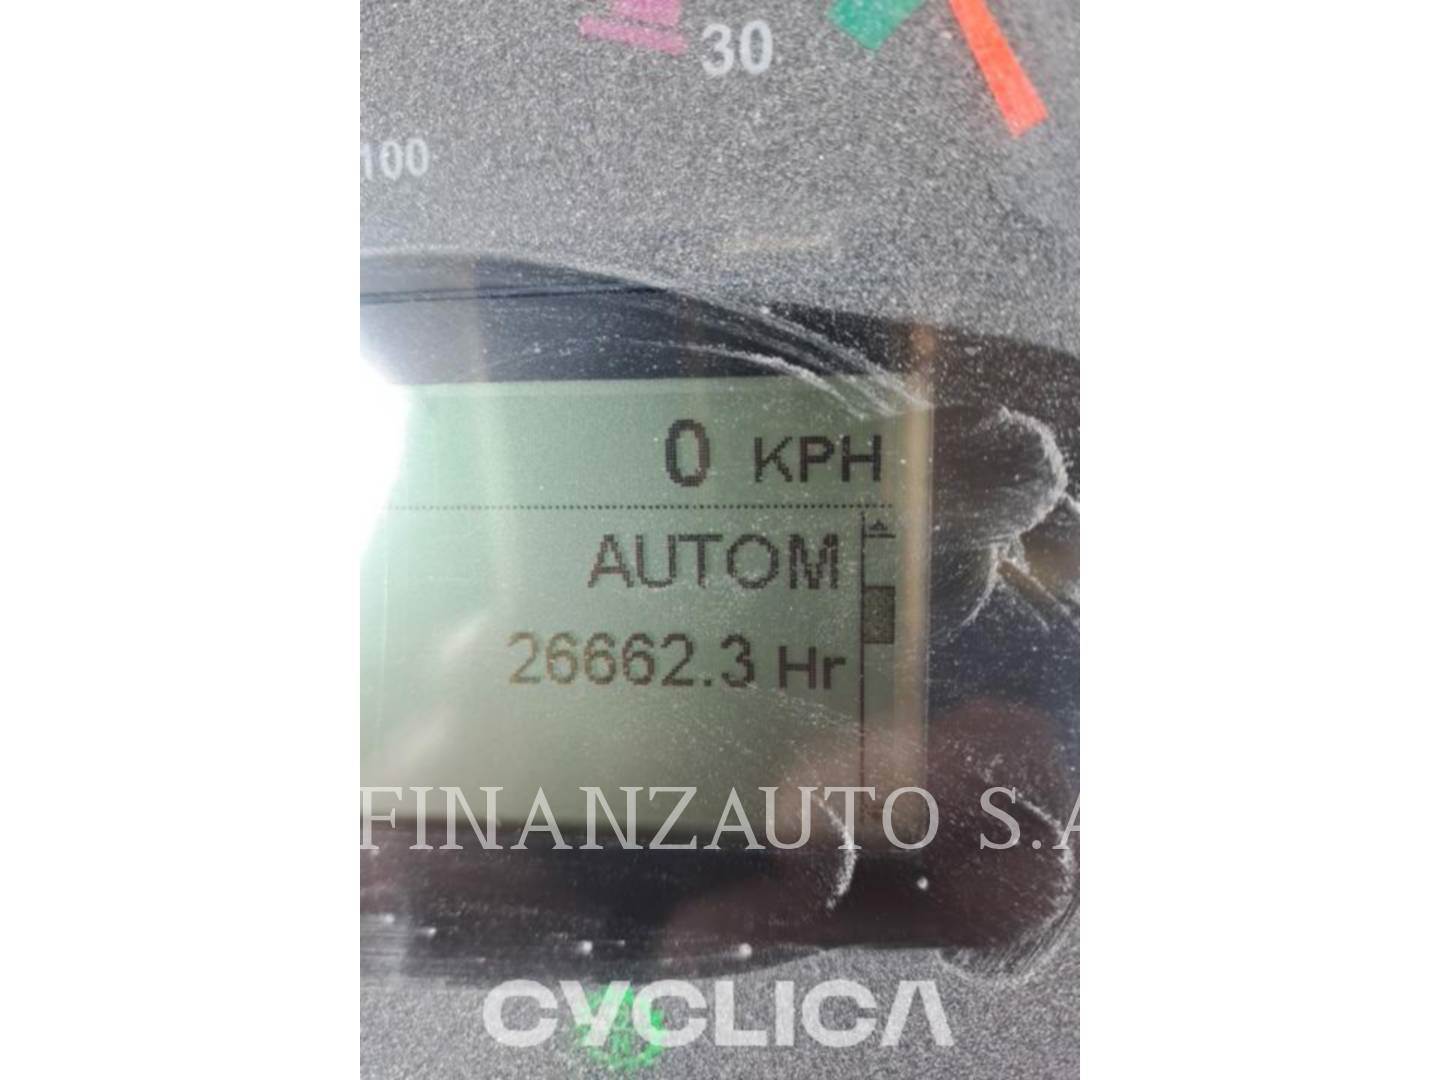 30
100
0 KPH
AUTOM
26662.3 Hr
FINANZAUTO S.A
CYCLICA